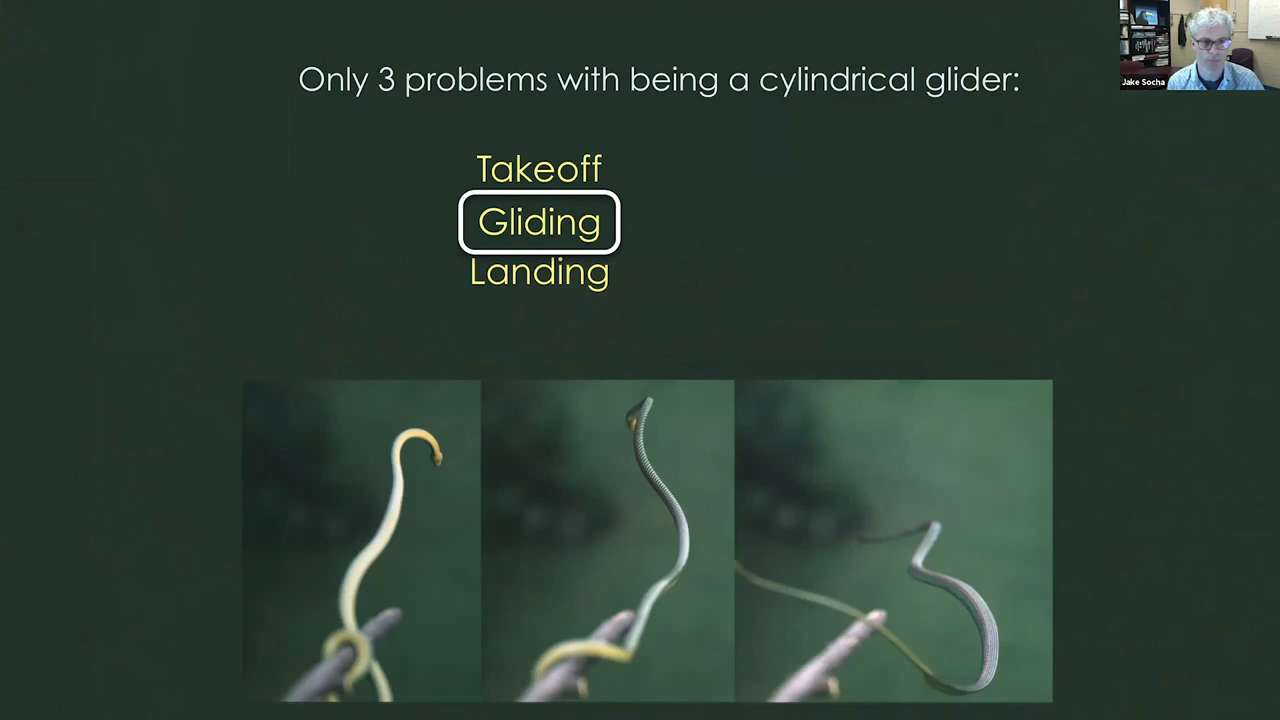 Only 3 problems with being a cylindrical glider:
Takeoff
Gliding
Landing
Jake Socha